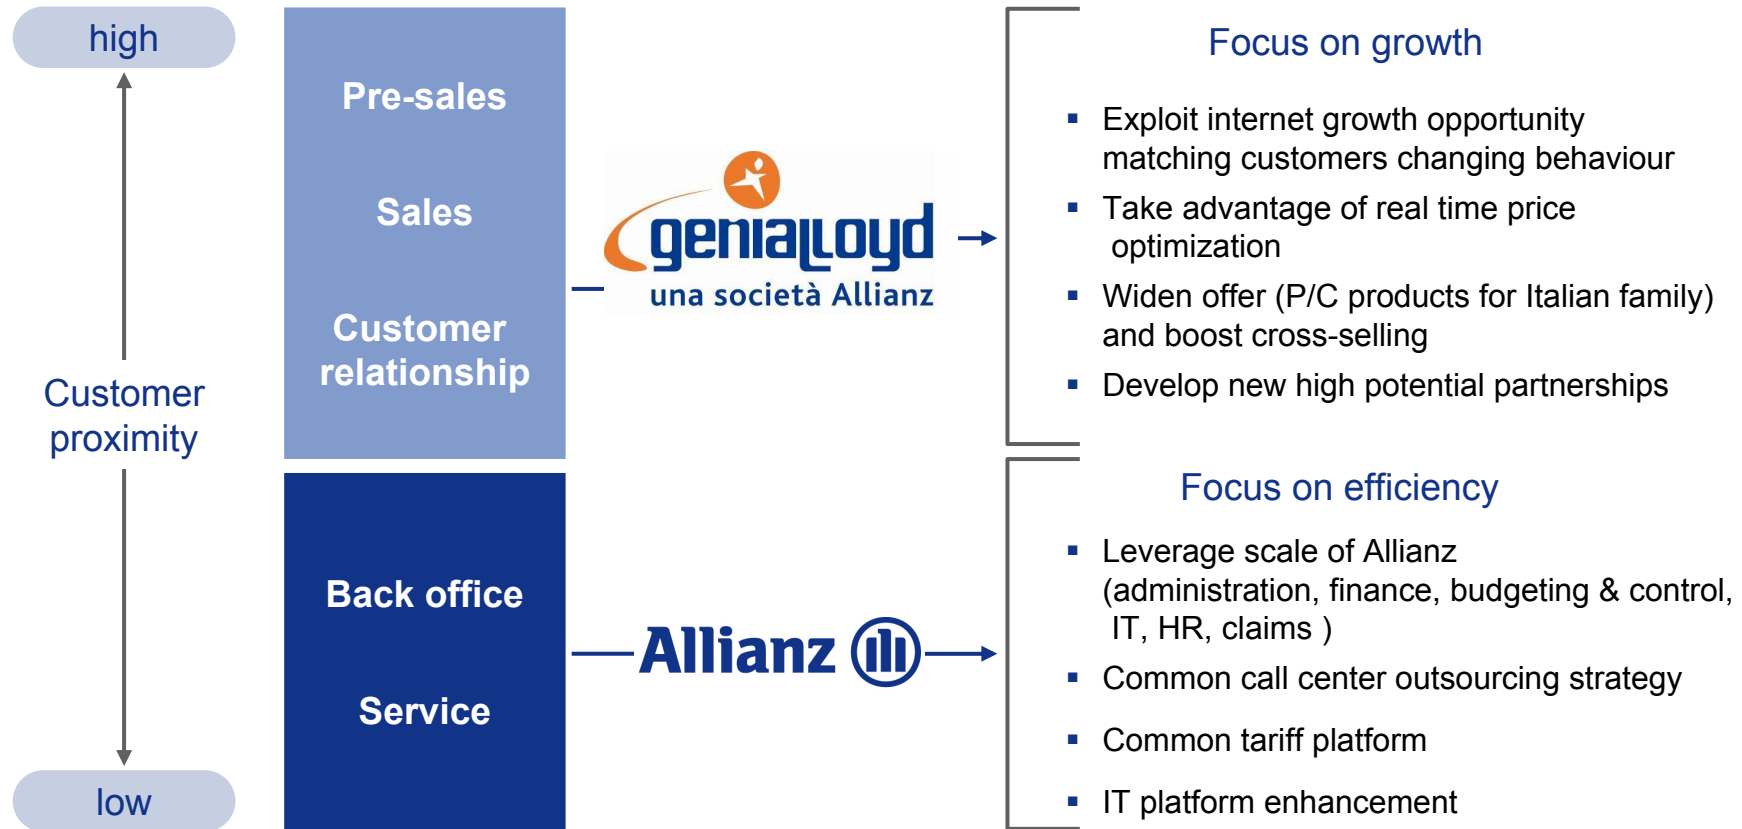 high
Customer
proximity
low
Pre-sales
Sales
Customer
relationship
Back office
Service
genialloyd
una società Allianz
Allianz
Focus on growth
▪ Exploit internet growth opportunity
matching customers changing behaviour
▪ Take advantage of real time price
optimization
▪ Widen offer (P/C products for Italian family)
and boost cross-selling
▪ Develop new high potential partnerships
Focus on efficiency
▪ Leverage scale of Allianz
(administration, finance, budgeting & control,
IT, HR, claims )
▪ Common call center outsourcing strategy
▪ Common tariff platform
▪ IT platform enhancement